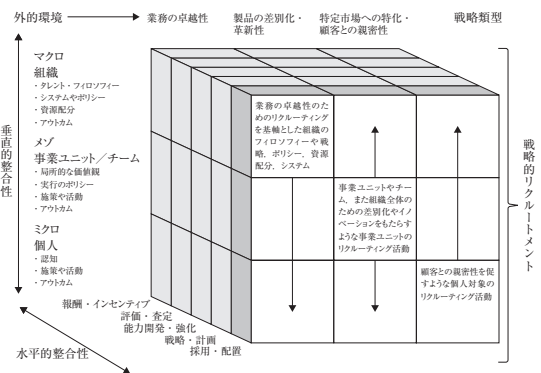 外的環境
業務の卓越性
製品の差別化・
革新性
特定市場への特化・
顧客との親密性
戦略類型
垂直的整合性
マクロ
組織
・タレント・フィロソフィー
・システムやポリシー
・資源配分
・アウトカム
メゾ
事業ユニット／チーム
・局所的な価値観
・実行のポリシー
・施策や活動
・アウトカム
ミクロ
個人
・認知
・施策や活動
・アウトカム
業務の卓越性のた
めのリクルーティング
を基軸とした組織の
フィロソフィーや戦
略，ポリシー，資源
配分，システム
事業ユニットやチー
ム，また組織全体の
ための差別化やイノ
ベーションをもたらす
ような事業ユニットの
リクルーティング活動
顧客との親密性を促
すような個人対象の
リクルーティング活動
戦略的リクルートメント
報酬・インセンティブ
評価・査定
能力開発・強化
戦略・計画
採用・配置
水平的整合性